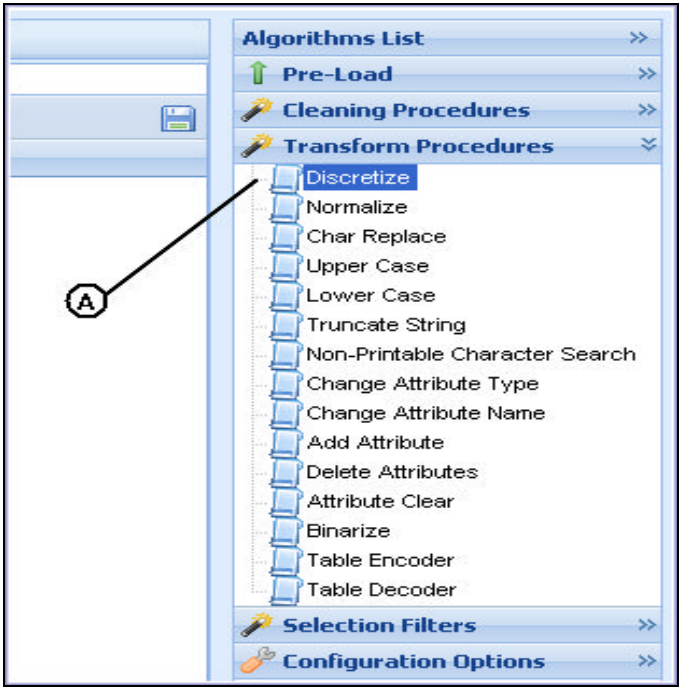 Algorithms List
Pre-Load
Cleaning Procedures
Transform Procedures
Discretize
Normalize
Char Replace
Upper Case
A
Lower Case
Truncate String
Non-Printable Character Search
Change Attribute Type
Change Attribute Name
Add Attribute
Delete Attributes
Attribute Clear
Binarize
Table Encoder
Table Decoder
Selection Filters
Configuration Options